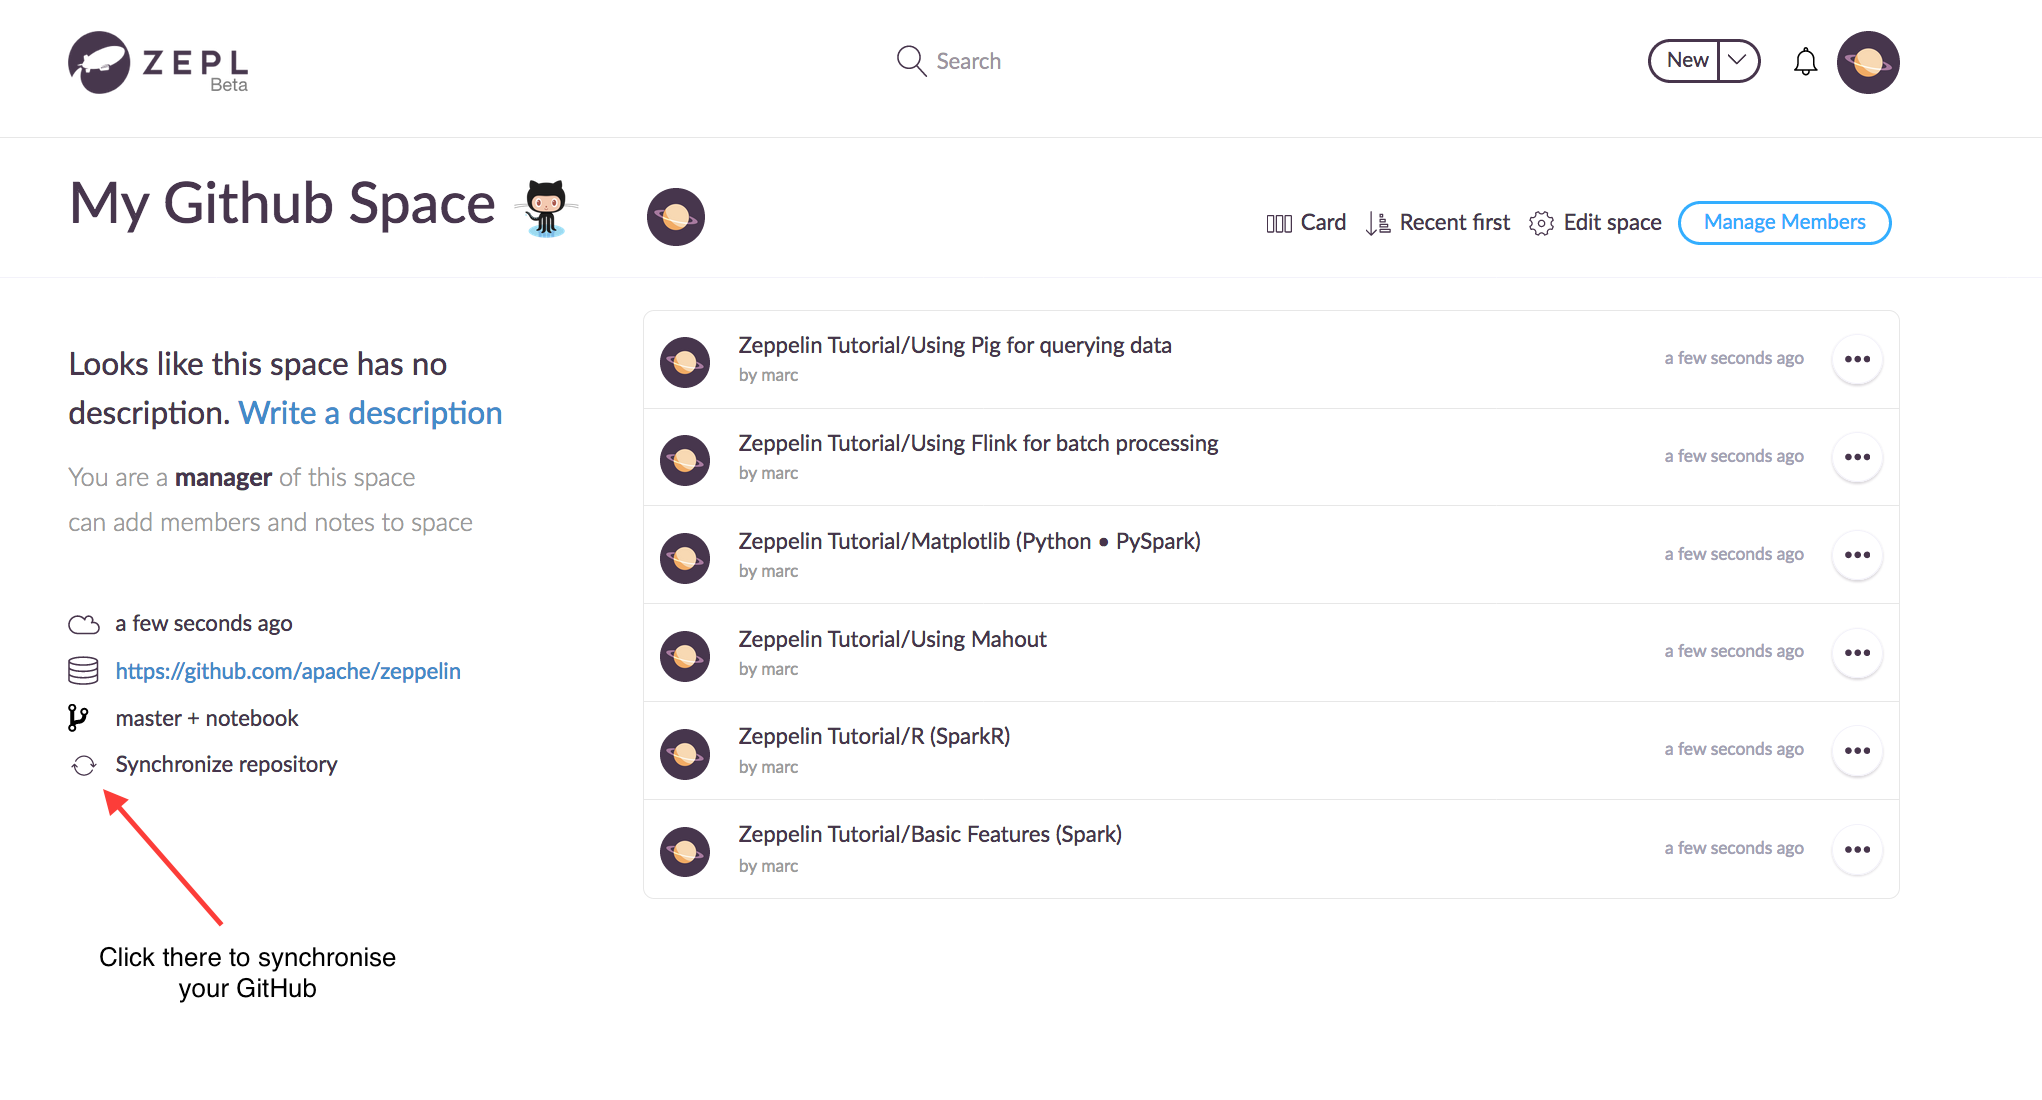 ZEPL
Beta
Search
New
My Github Space
Card
Recent first
Edit space
Manage Members
Looks like this space has no
description. Write a description
You are a manager of this space
can add members and notes to space
a few seconds ago
https://github.com/apache/zeppelin
master + notebook
Synchronize repository
Click there to synchronise
your GitHub
Zeppelin Tutorial/Using Pig for querying data
by marc
a few seconds ago
Zeppelin Tutorial/Using Flink for batch processing
by marc
a few seconds ago
Zeppelin Tutorial/Matplotlib (Python • PySpark)
by marc
a few seconds ago
Zeppelin Tutorial/Using Mahout
by marc
a few seconds ago
Zeppelin Tutorial/R (SparkR)
by marc
a few seconds ago
Zeppelin Tutorial/Basic Features (Spark)
by marc
a few seconds ago